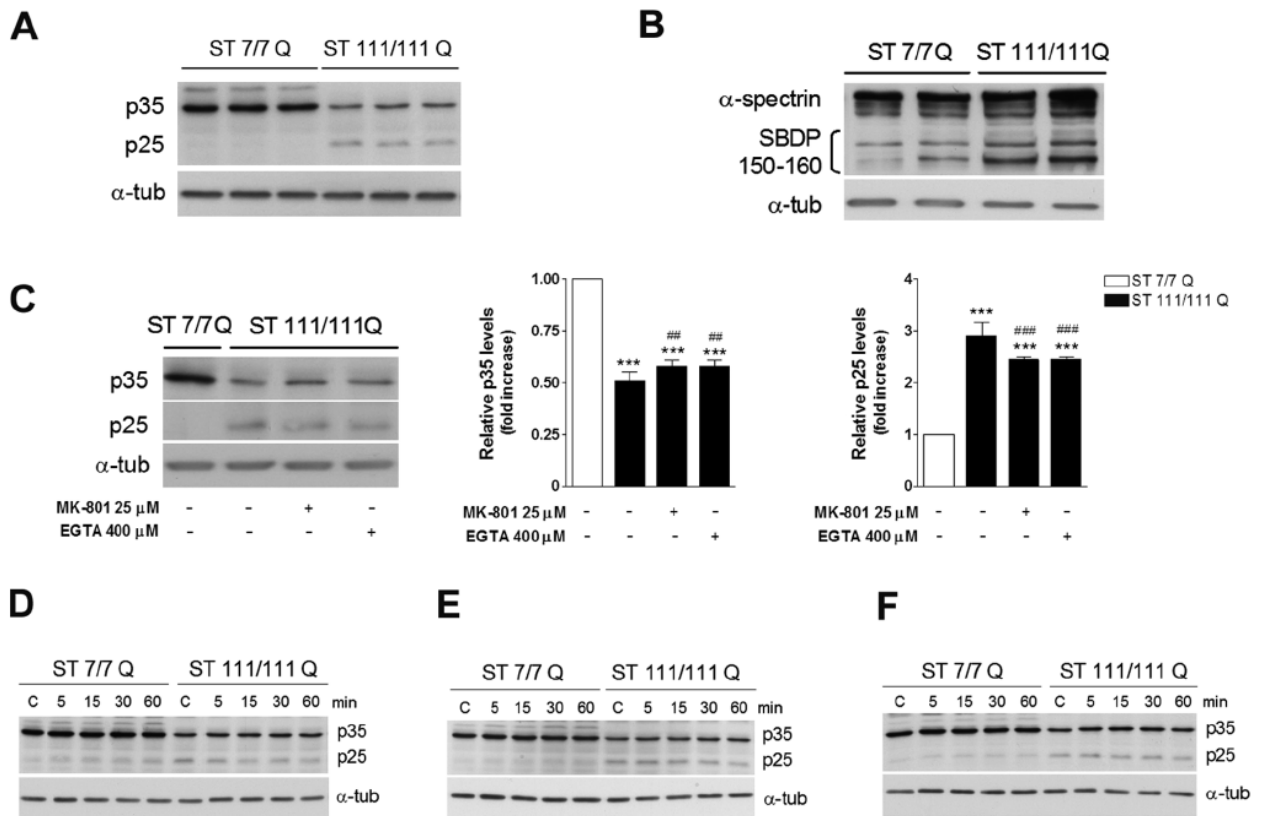 A
ST 7/7 Q ST 111/111 Q
p35
p25
α-tub
B
ST 7/7Q ST 111/111Q
α-spectrin
SBDP
150-160
α-tub
C
ST 7/7Q ST 111/111Q
p35
p25
α-tub
MK-801 25 µM - - + -
EGTA 400 µM - - - +
Relative p35 levels
(fold increase)
1.00
0.75
0.50
0.25
0
***
##
***
##
***
MK-801 25 µM - - + -
EGTA 400 µM - - - +
Relative p25 levels
(fold increase)
4
3
2
1
0
***
###
***
###
***
MK-801 25 µM - - + -
EGTA 400 µM - - - +
ST 7/7 Q
ST 111/111 Q
D
ST 7/7 Q ST 111/111 Q
C 5 15 30 60 C 5 15 30 60 min
p35
p25
α-tub
E
ST 7/7 Q ST 111/111 Q
C 5 15 30 60 C 5 15 30 60 min
p35
p25
α-tub
F
ST 7/7 Q ST 111/111 Q
C 5 15 30 60 C 5 15 30 60 min
p35
p25
α-tub